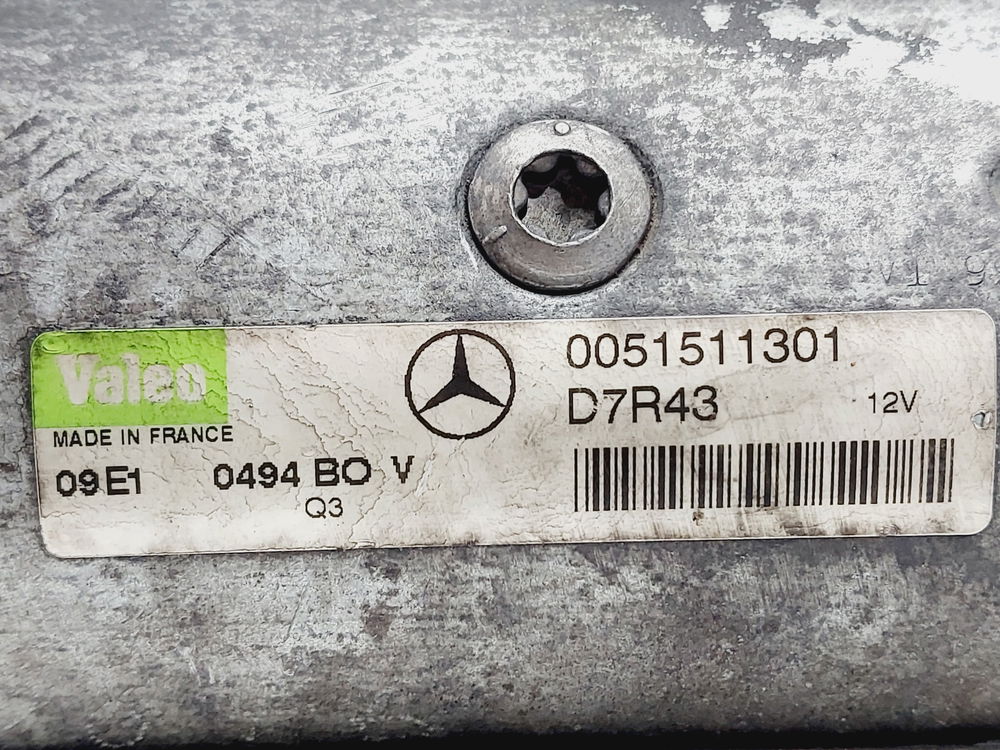 Valeo
MADE IN FRANCE
09E1 0494 BO V
Q3
0051511301
D7R43 12V